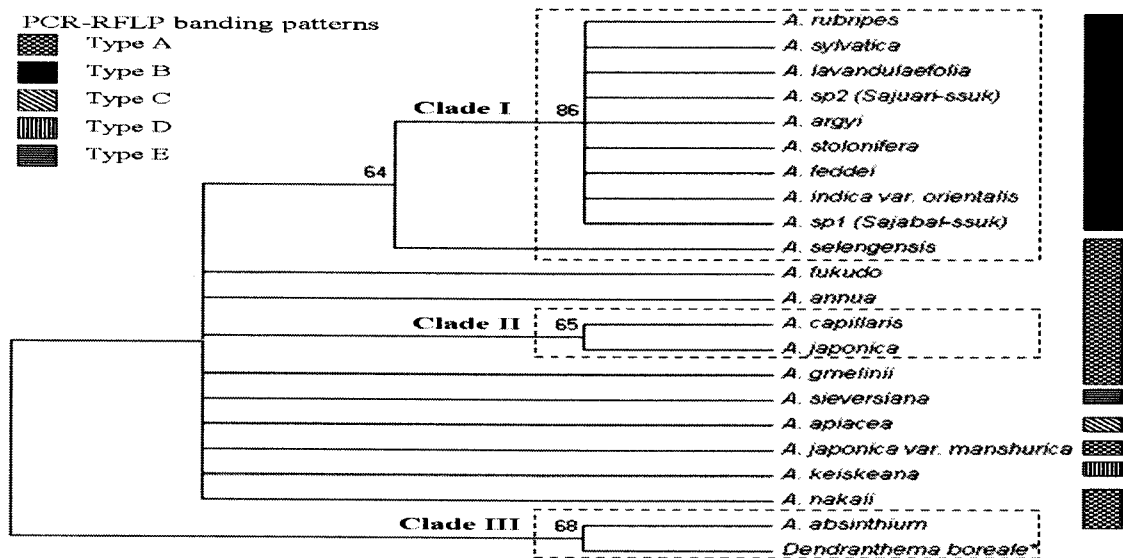 PCR-RFLP banding patterns
Type A
Type B
Type C
Type D
Type E
Clade I
86
64
A. rubripes
A. sylvatica
A. lavandulaefolia
A. sp2 (Sajuari-ssuk)
A. argyi
A. stolonifera
A. feddei
A. indica var. orientalis
A. sp1 (Sajabal-ssuk)
A. selengensis
A. fukudo
A. annua
Clade II
65
A. capillaris
A. japonica
A. gmelinii
A. sieversiana
A. apiacea
A. japonica var. manshurica
A. keiskeana
A. nakaii
Clade III
68
A. absinthium
Dendranthema boreale*